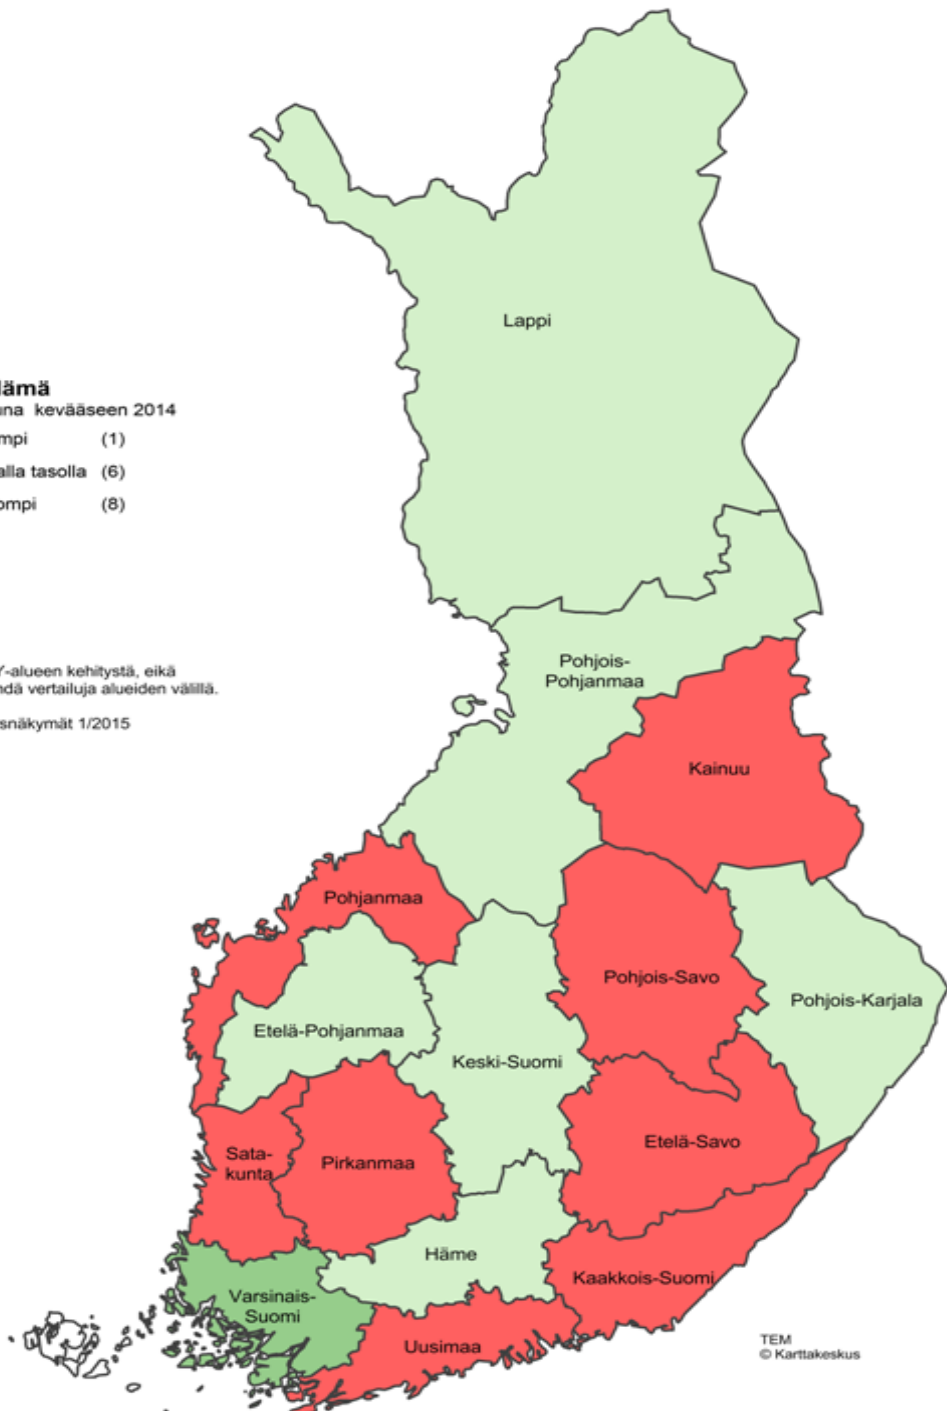 lämä
una kevääseen 2014
mpi (1)
alla tasolla (6)
ompi (8)
Y-alueen kehitystä, eikä
hdä vertailuja alueiden välillä.
snäkymät 1/2015
Lappi
Pohjois-
Pohjanmaa
Kainuu
Pohjanmaa
Pohjois-Savo
Pohjois-Karjala
Etelä-Pohjanmaa
Keski-Suomi
Etelä-Savo
Sata-
kunta
Pirkanmaa
Häme
Kaakkois-Suomi
Varsinais-
Suomi
Uusimaa
TEM
© Karttakeskus